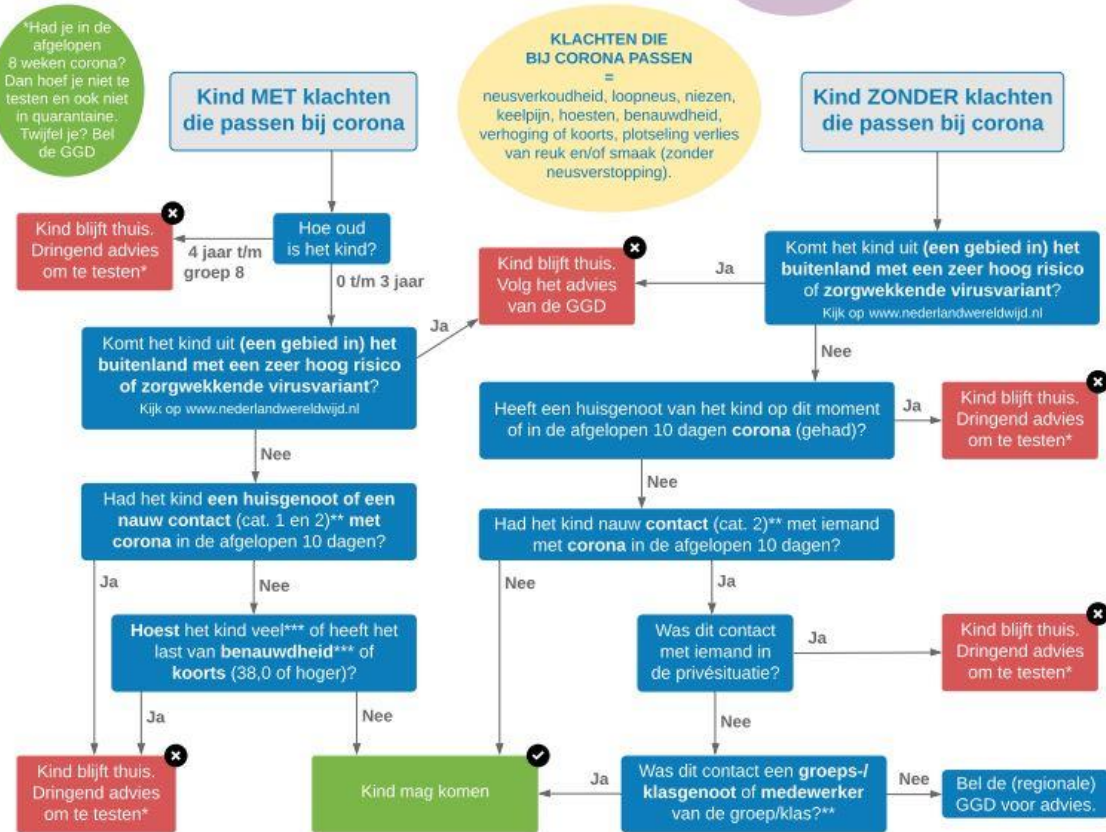 *Had je in de
afgelopen
8 weken corona?
Dan hoef je niet te
testen en ook niet
in quarantaine.
Twijfel je? Bel
de GGD
Kind MET klachten
die passen bij corona
KLACHTEN DIE
BIJ CORONA PASSEN
=
neusverkoudheid, loopneus, niezen,
keelpijn, hoesten, benauwdheid,
verhoging of koorts, plotseling verlies
van reuk en/of smaak (zonder
neusverstopping).
Kind ZONDER klachten
die passen bij corona
Kind blijft thuis.
Dringend advies
om te testen*
4 jaar t/m
groep 8
Hoe oud
is het kind?
0 t/m 3 jaar
Kind blijft thuis.
Volg het advies
van de GGD
Ja
Komt het kind uit (een gebied in) het
buitenland met een zeer hoog risico
of zorgwekkende virusvariant?
Kijk op www.nederlandwereldwijd.nl
Ja
Komt het kind uit (een gebied in) het
buitenland met een zeer hoog risico
of zorgwekkende virusvariant?
Kijk op www.nederlandwereldwijd.nl
Nee
Heeft een huisgenoot van het kind op dit moment
of in de afgelopen 10 dagen corona (gehad)?
Ja
Kind blijft thuis.
Dringend advies
om te testen*
Nee
Nee
Had het kind een huisgenoot of een
nauw contact (cat. 1 en 2)** met
corona in de afgelopen 10 dagen?
Had het kind nauw contact (cat. 2)** met iemand
met corona in de afgelopen 10 dagen?
Ja
Nee
Nee
Ja
Hoest het kind veel*** of heeft het
last van benauwdheid*** of
koorts (38,0 of hoger)?
Was dit contact
met iemand in
de privésituatie?
Ja
Kind blijft thuis.
Dringend advies
om te testen*
Ja
Nee
Nee
Kind blijft thuis.
Dringend advies
om te testen*
Kind mag komen
Ja
Was dit contact een groeps-/
klasgenoot of medewerker
van de groep/klas?**
Nee
Bel de (regionale)
GGD voor advies.